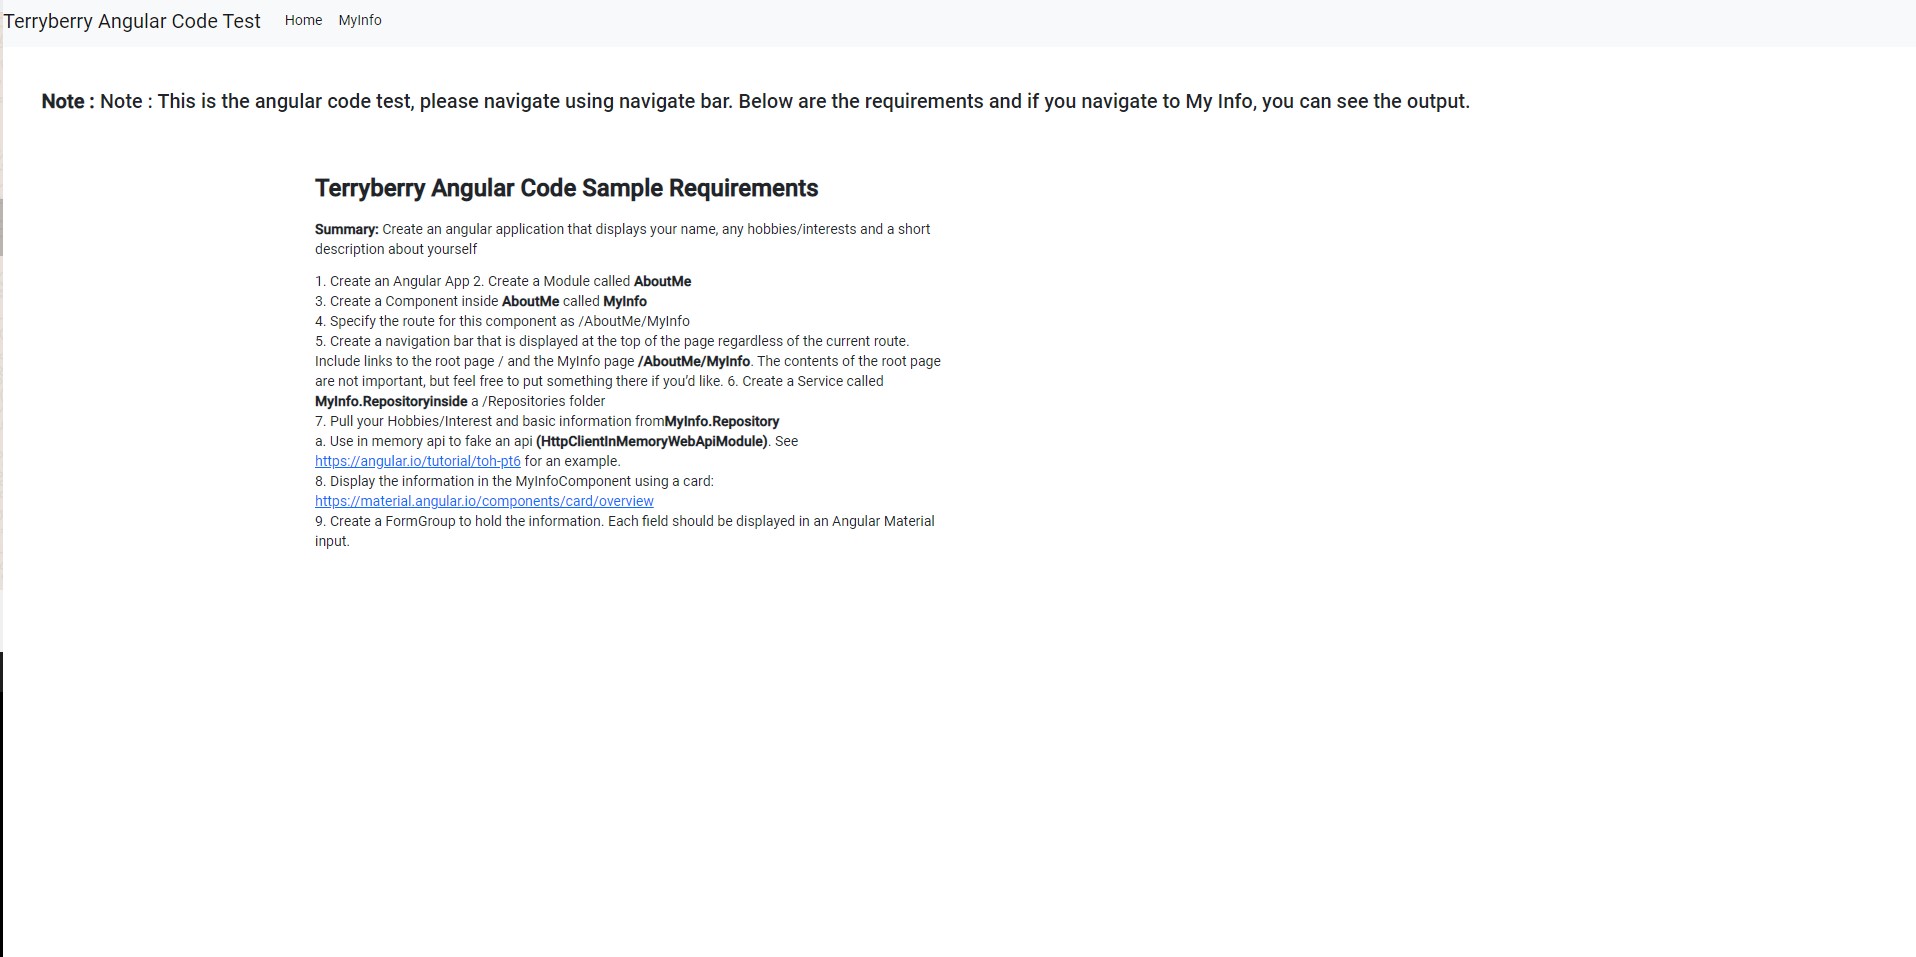 Terryberry Angular Code Test Home MyInfo
Note : Note : This is the angular code test, please navigate using navigate bar. Below are the requirements and if you navigate to My Info, you can see the output.
Terryberry Angular Code Sample Requirements
Summary: Create an angular application that displays your name, any hobbies/interests and a short
description about yourself
1. Create an Angular App 2. Create a Module called AboutMe
3. Create a Component inside AboutMe called MyInfo
4. Specify the route for this component as /AboutMe/MyInfo
5. Create a navigation bar that is displayed at the top of the page regardless of the current route.
Include links to the root page / and the MyInfo page /AboutMe/MyInfo. The contents of the root page
are not important, but feel free to put something there if you'd like. 6. Create a Service called
MyInfo.Repositoryinside a /Repositories folder
7. Pull your Hobbies/Interest and basic information fromMyInfo.Repository
a. Use in memory api to fake an api (HttpClientInMemoryWebApiModule). See
https://angular.io/tutorial/toh-pt6 for an example.
8. Display the information in the MyInfoComponent using a card:
https://material.angular.io/components/card/overview
9. Create a FormGroup to hold the information. Each field should be displayed in an Angular Material
input.